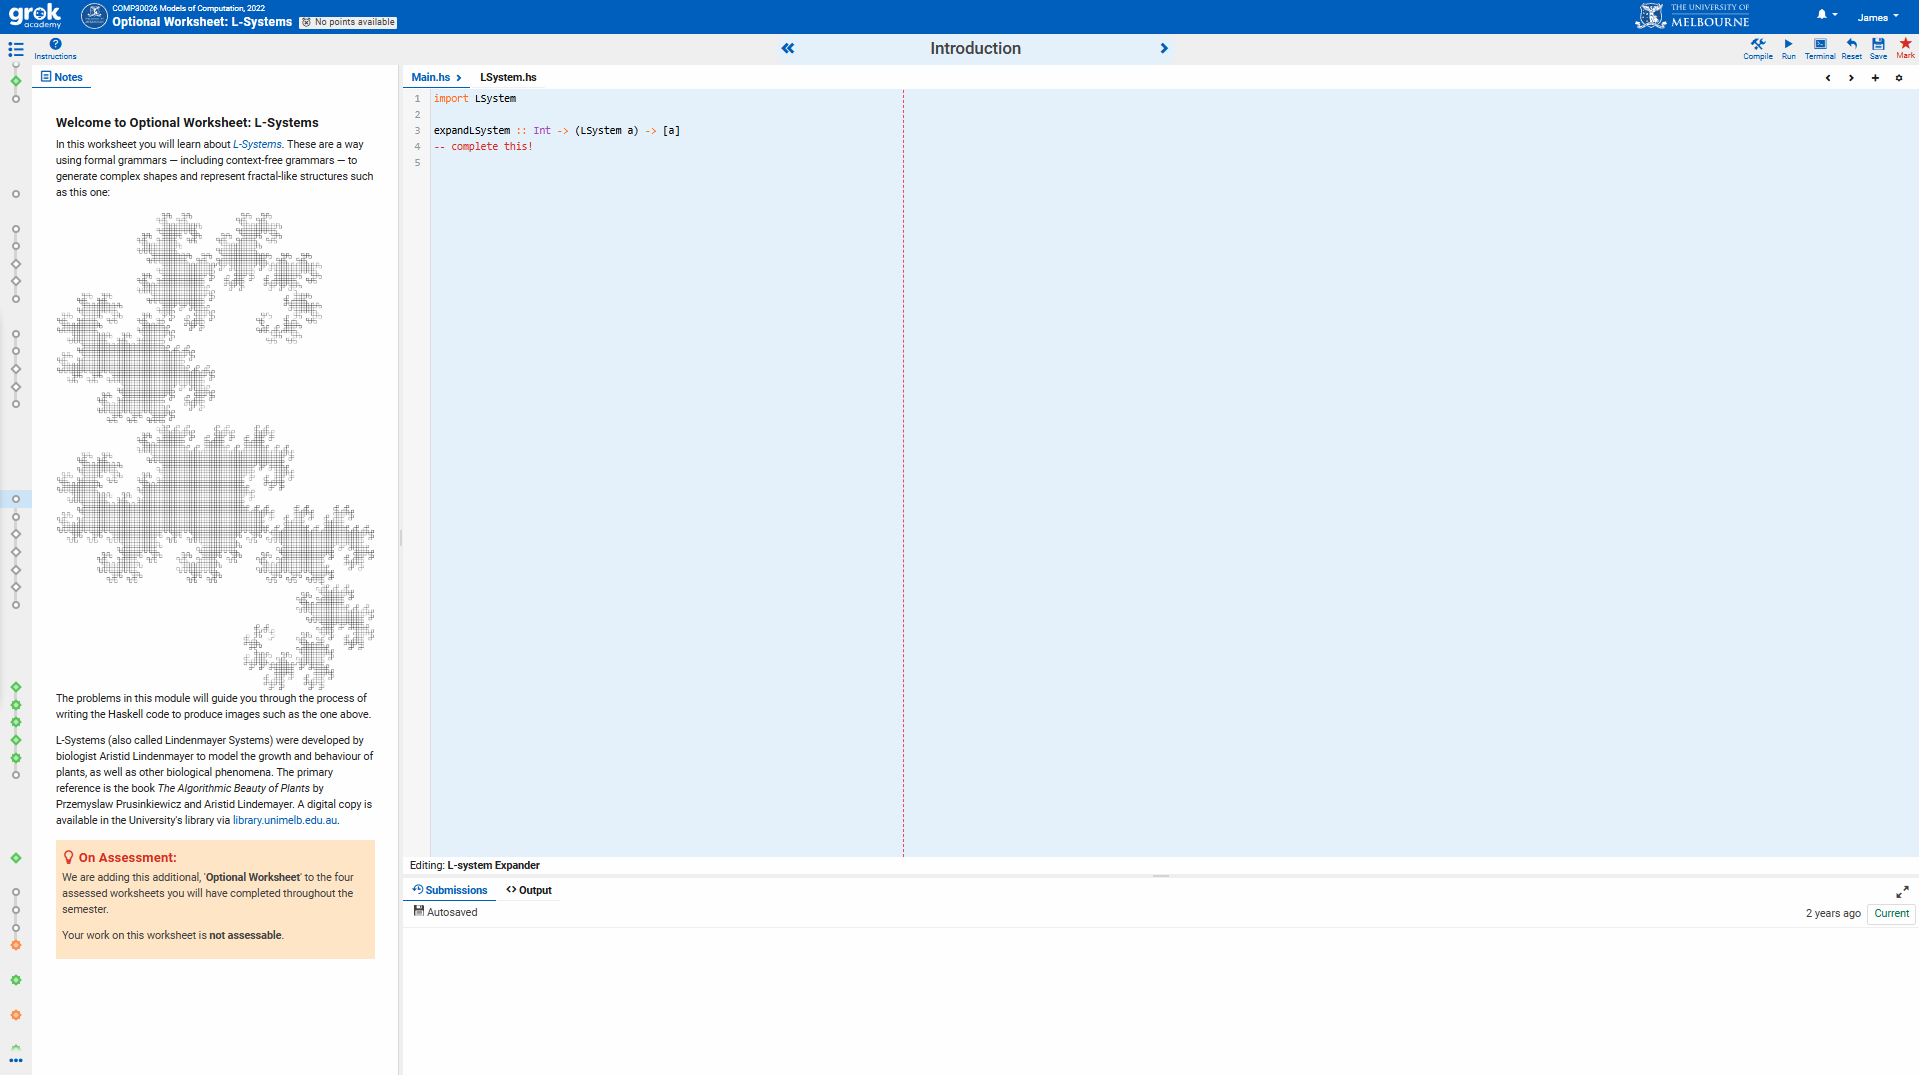 grok
academy
COMP30026 Models of Computation, 2022
Optional Worksheet: L-Systems
No points available
THE UNIVERSITY OF
MELBOURNE
James
Instructions
Introduction
Compile
Run
Terminal
Reset
Save
Mark
Notes
Main.hs
LSystem.hs
Welcome to Optional Worksheet: L-Systems
In this worksheet you will learn about L-Systems. These are a way
using formal grammars — including context-free grammars — to
generate complex shapes and represent fractal-like structures such
as this one:
The problems in this module will guide you through the process of
writing the Haskell code to produce images such as the one above.
L-Systems (also called Lindenmayer Systems) were developed by
biologist Aristid Lindenmayer to model the growth and behaviour of
plants, as well as other biological phenomena. The primary
reference is the book The Algorithmic Beauty of Plants by
Przemyslaw Prusinkiewicz and Aristid Lindemayer. A digital copy is
available in the University's library via library.unimelb.edu.au.
On Assessment:
We are adding this additional, 'Optional Worksheet' to the four
assessed worksheets you will have completed throughout the
semester.
Your work on this worksheet is not assessable.
1 import LSystem
2
3 expandLSystem :: Int -> (LSystem a) -> [a]
4 -- complete this!
5
Editing: L-system Expander
Submissions
Output
Autosaved
2 years ago
Current